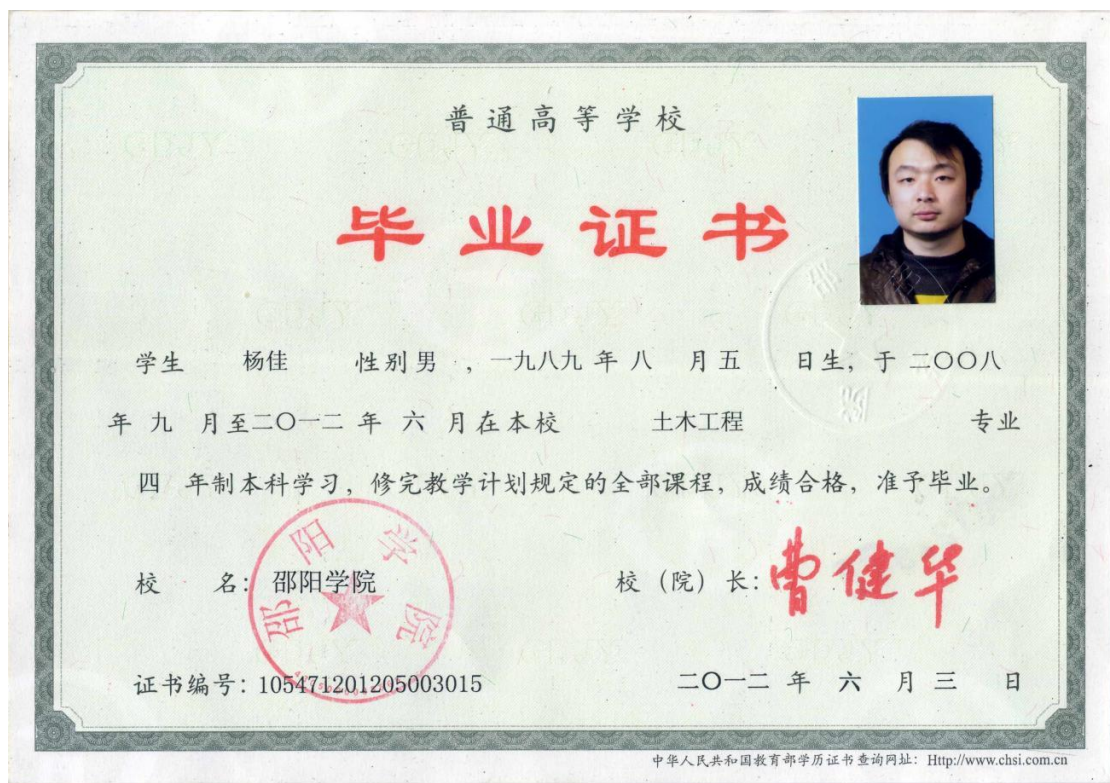 普通高等学校
毕业证书
学生 杨佳 性别男，一九八九年八月五日生，于二〇〇八
年九月至二〇一二年六月在本校 土木工程 专业
四年制本科学习，修完教学计划规定的全部课程，成绩合格，准予毕业。
邵阳学院
校 名：邵阳学院 校（院）长：曹健华
证书编号：105471201205003015 二〇一二年六月三日
中华人民共和国教育部学历证书查询网址：Http://www.chsi.com.cn